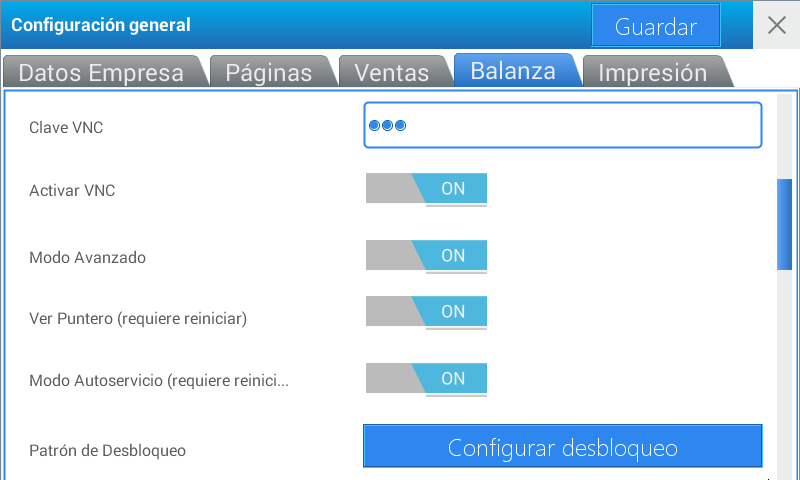 Configuración general
Guardar
Datos Empresa
Páginas
Ventas
Balanza
Impresión
Clave VNC
Activar VNC
ON
Modo Avanzado
ON
Ver Puntero (requiere reiniciar)
ON
Modo Autoservicio (requiere reinici...
ON
Patrón de Desbloqueo
Configurar desbloqueo